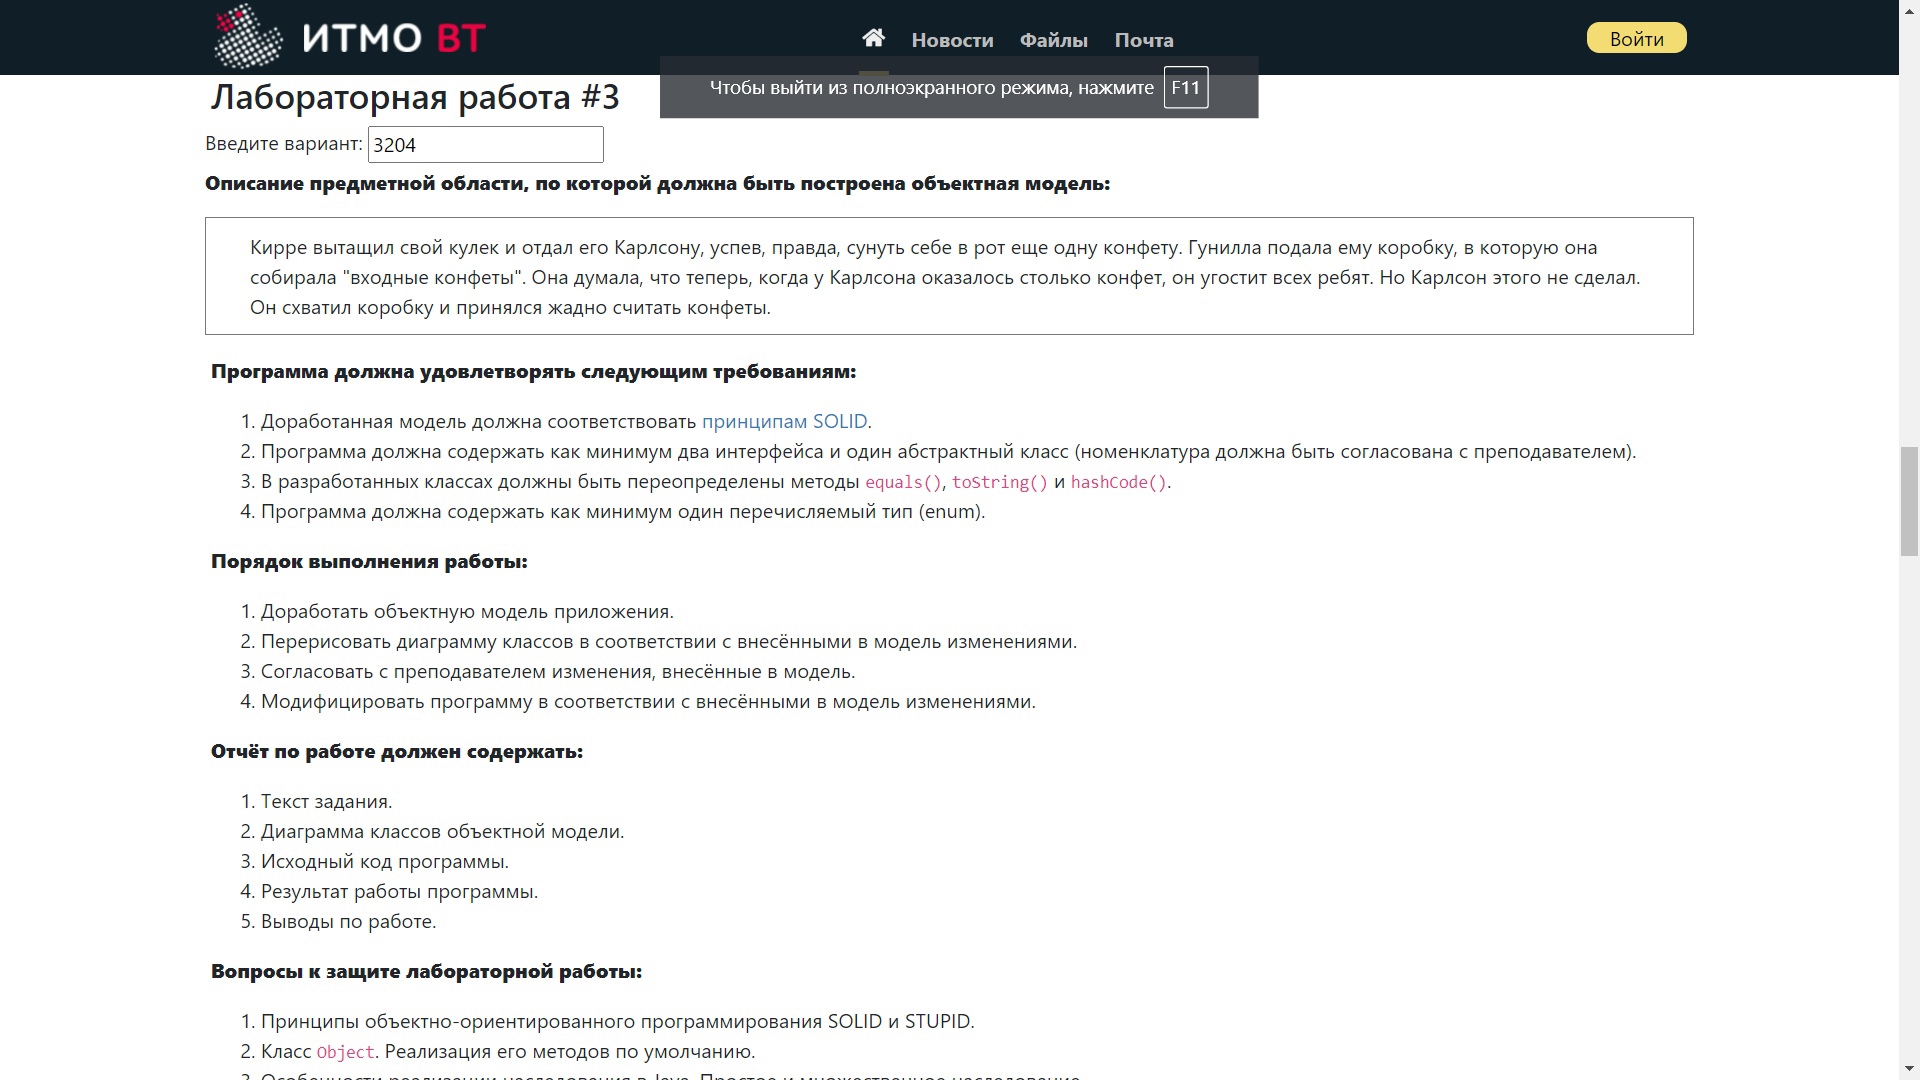 ИТМО ВТ
Новости Файлы Почта
Войти
Чтобы выйти из полноэкранного режима, нажмите F11
Лабораторная работа #3
Введите вариант: 3204
Описание предметной области, по которой должна быть построена объектная модель:
Кирре вытащил свой кулек и отдал его Карлсону, успев, правда, сунуть себе в рот еще одну конфету. Гунилла подала ему коробку, в которую она
собирала "входные конфеты". Она думала, что теперь, когда у Карлсона оказалось столько конфет, он угостит всех ребят. Но Карлсон этого не сделал.
Он схватил коробку и принялся жадно считать конфеты.
Программа должна удовлетворять следующим требованиям:
1. Доработанная модель должна соответствовать принципам SOLID.
2. Программа должна содержать как минимум два интерфейса и один абстрактный класс (номенклатура должна быть согласована с преподавателем).
3. В разработанных классах должны быть переопределены методы equals(), toString() и hashCode().
4. Программа должна содержать как минимум один перечисляемый тип (enum).
Порядок выполнения работы:
1. Доработать объектную модель приложения.
2. Перерисовать диаграмму классов в соответствии с внесёнными в модель изменениями.
3. Согласовать с преподавателем изменения, внесённые в модель.
4. Модифицировать программу в соответствии с внесёнными в модель изменениями.
Отчёт по работе должен содержать:
1. Текст задания.
2. Диаграмма классов объектной модели.
3. Исходный код программы.
4. Результат работы программы.
5. Выводы по работе.
Вопросы к защите лабораторной работы:
1. Принципы объектно-ориентированного программирования SOLID и STUPID.
2. Класс Object. Реализация его методов по умолчанию.
3. Особенности реализации наследования в Java. Простое и множественное наследование.